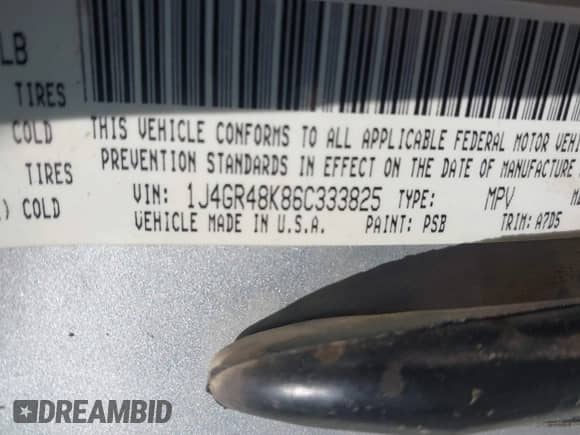 LB
TIRES
COLD
TIRES
) COLD
THIS VEHICLE CONFORMS TO ALL APPLICABLE FEDERAL MOTOR VEHI
PREVENTION STANDARDS IN EFFECT ON THE DATE OF MANUFACTURE
VIN: 1J4GR48K86C333825 TYPE: MPV
VEHICLE MADE IN U.S.A. PAINT: PSB TRIM: A7D5
DREAMBID